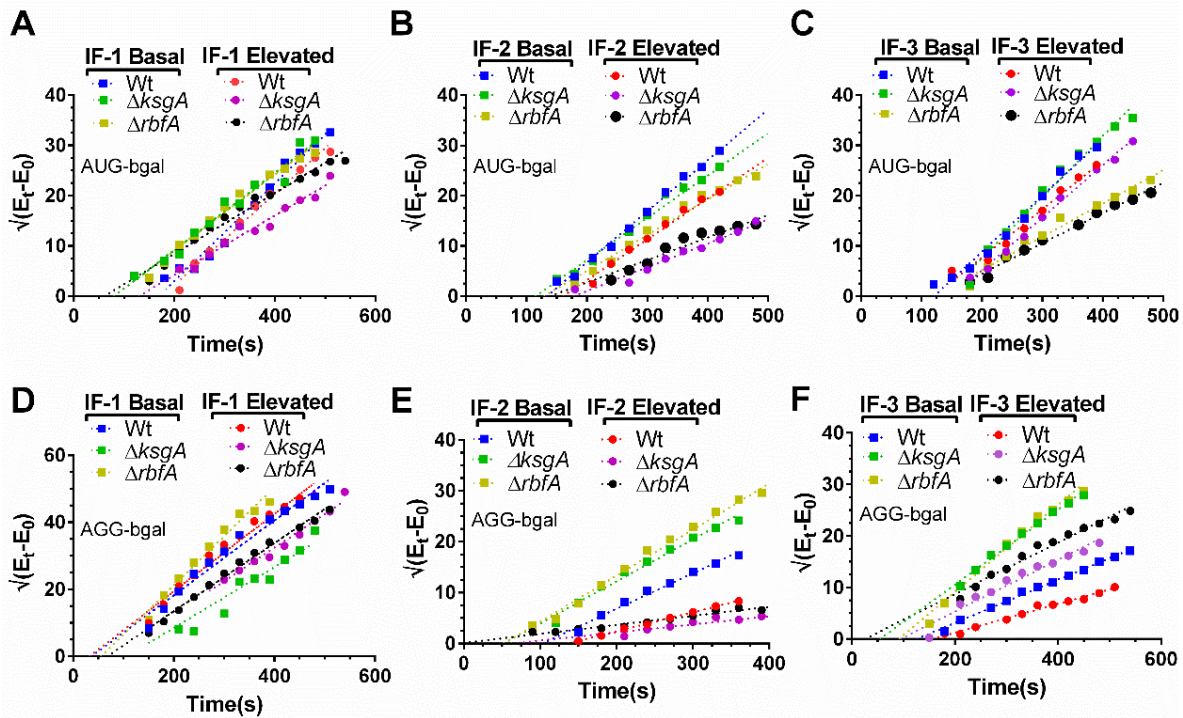 A
IF-1 Basal IF-1 Elevated
Wt Wt
ΔksgA ΔksgA
ΔrbfA ΔrbfA
AUG-bgal
√(Et-E0)
40
30
20
10
0
0 200 400 600
Time(s)
B
IF-2 Basal IF-2 Elevated
Wt Wt
ΔksgA ΔksgA
ΔrbfA ΔrbfA
AUG-bgal
√(Et-E0)
40
30
20
10
0
0 100 200 300 400 500
Time(s)
C
IF-3 Basal IF-3 Elevated
Wt Wt
ΔksgA ΔksgA
ΔrbfA ΔrbfA
AUG-bgal
√(Et-E0)
40
30
20
10
0
0 100 200 300 400 500
Time(s)
D
IF-1 Basal IF-1 Elevated
Wt Wt
ΔksgA ΔksgA
ΔrbfA ΔrbfA
AGG-bgal
√(Et-E0)
60
40
20
0
0 200 400 600
Time(s)
E
IF-2 Basal IF-2 Elevated
Wt Wt
ΔksgA ΔksgA
ΔrbfA ΔrbfA
AGG-bgal
√(Et-E0)
40
30
20
10
0
0 100 200 300 400
Time(s)
F
IF-3 Basal IF-3 Elevated
Wt Wt
ΔksgA ΔksgA
ΔrbfA ΔrbfA
AGG-bgal
√(Et-E0)
40
30
20
10
0
0 200 400 600
Time(s)